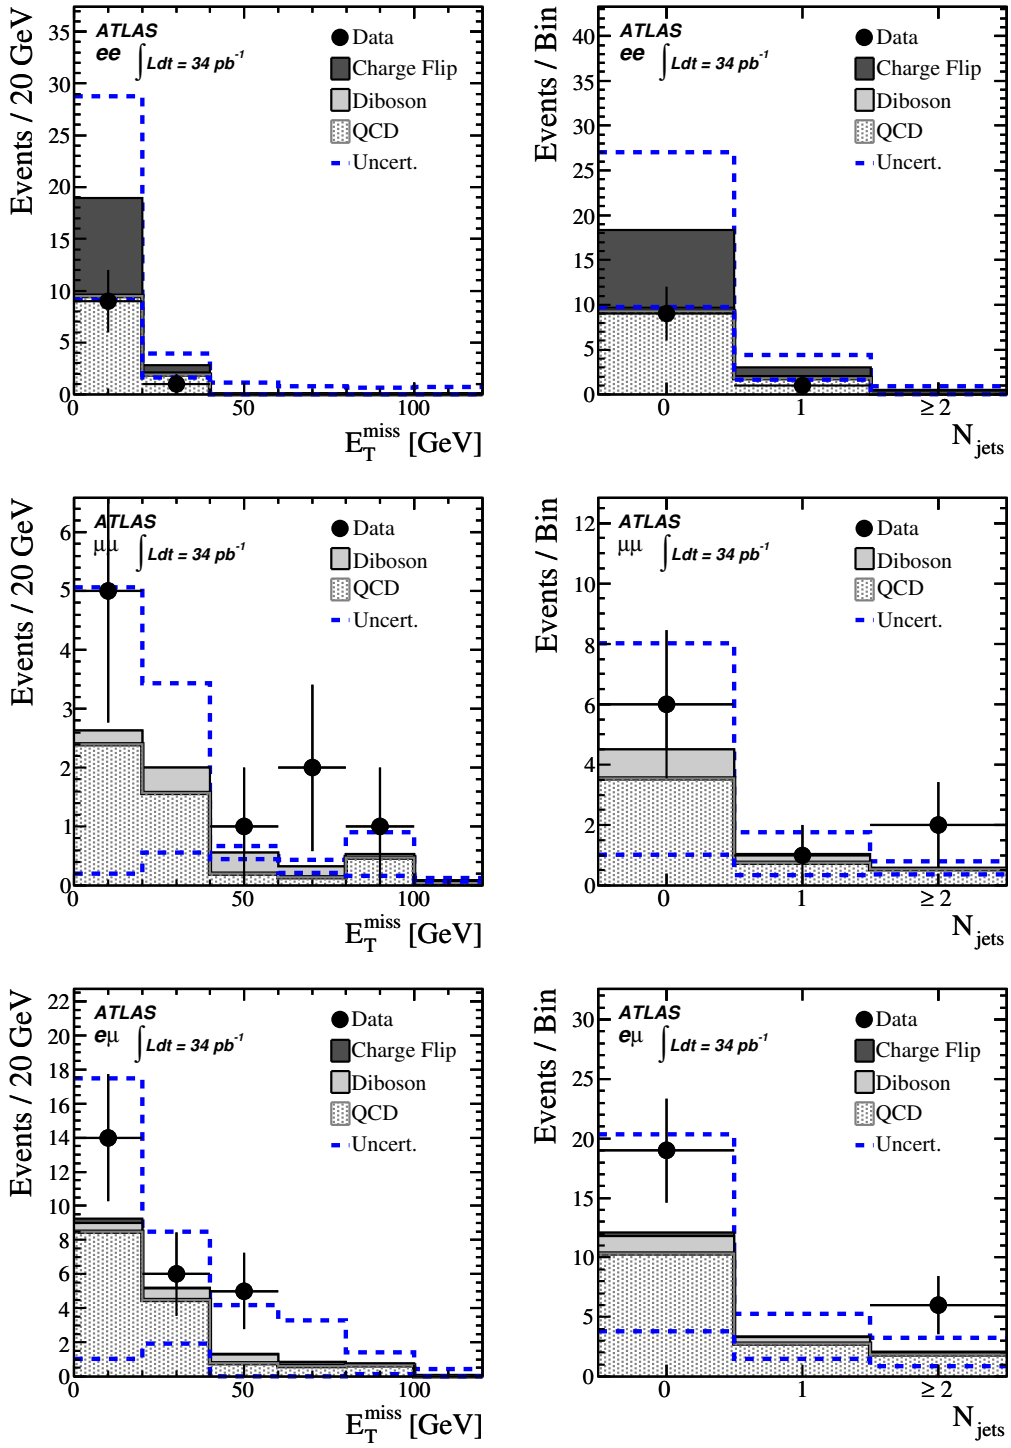 Events / 20 GeV
35
30
25
20
15
10
5
0
ATLAS
ee ∫ Ldt = 34 pb⁻¹
Data
Charge Flip
Diboson
QCD
Uncert.
0 50 100
E_T^miss [GeV]
Events / Bin
40
35
30
25
20
15
10
5
0
ATLAS
ee ∫ Ldt = 34 pb⁻¹
Data
Charge Flip
Diboson
QCD
Uncert.
0 1 ≥ 2
N_jets
Events / 20 GeV
6
5
4
3
2
1
0
ATLAS
μμ ∫ Ldt = 34 pb⁻¹
Data
Diboson
QCD
Uncert.
0 50 100
E_T^miss [GeV]
Events / Bin
12
10
8
6
4
2
0
ATLAS
μμ ∫ Ldt = 34 pb⁻¹
Data
Diboson
QCD
Uncert.
0 1 ≥ 2
N_jets
Events / 20 GeV
22
20
18
16
14
12
10
8
6
4
2
0
ATLAS
eμ ∫ Ldt = 34 pb⁻¹
Data
Charge Flip
Diboson
QCD
Uncert.
0 50 100
E_T^miss [GeV]
Events / Bin
30
25
20
15
10
5
0
ATLAS
eμ ∫ Ldt = 34 pb⁻¹
Data
Charge Flip
Diboson
QCD
Uncert.
0 1 ≥ 2
N_jets